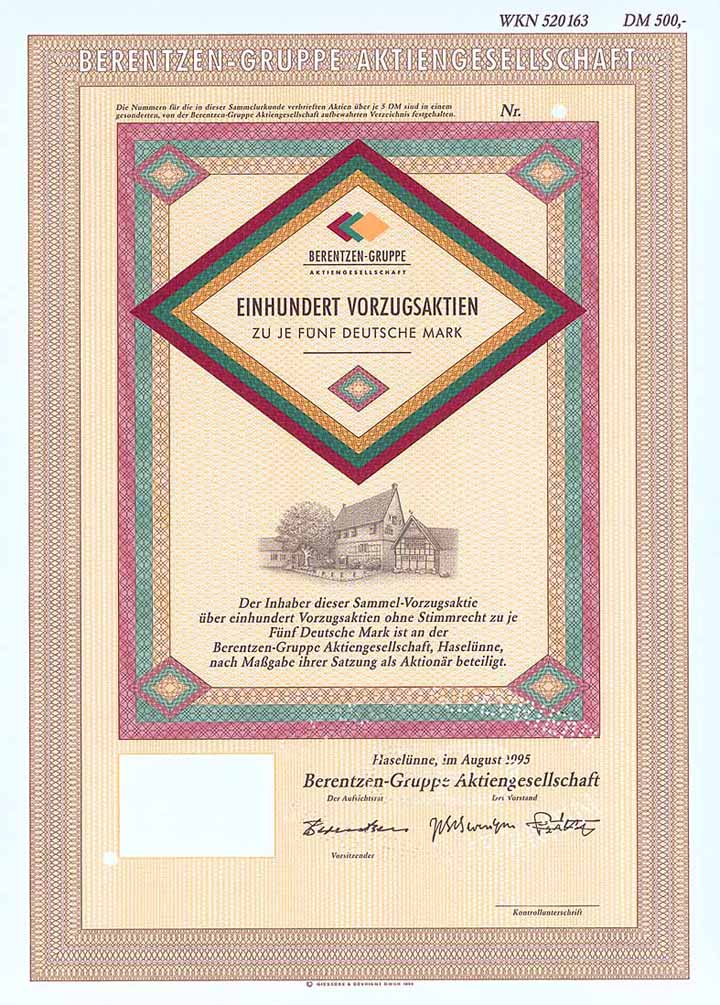 WKN 520163 DM 500,-
BERENTZEN-GRUPPE AKTIENGESELLSCHAFT
Die Nummern für die in dieser Sammelurkunde verbrieften Aktien über je 5 DM sind in einem
gesonderten, von der Berentzen-Gruppe Aktiengesellschaft aufbewahrten Verzeichnis festgehalten.
Nr.
BERENTZEN-GRUPPE
AKTIENGESELLSCHAFT
EINHUNDERT VORZUGSAKTIEN
ZU JE FÜNF DEUTSCHE MARK
Der Inhaber dieser Sammel-Vorzugsaktie
über einhundert Vorzugsaktien ohne Stimmrecht zu je
Fünf Deutsche Mark ist an der
Berentzen-Gruppe Aktiengesellschaft, Haselünne,
nach Maßgabe ihrer Satzung als Aktionär beteiligt.
Haselünne, im August 1995
Berentzen-Gruppe Aktiengesellschaft
Der Aufsichtsrat Der Vorstand
Berentzen
Vorsitzender
Kontrollunterschrift